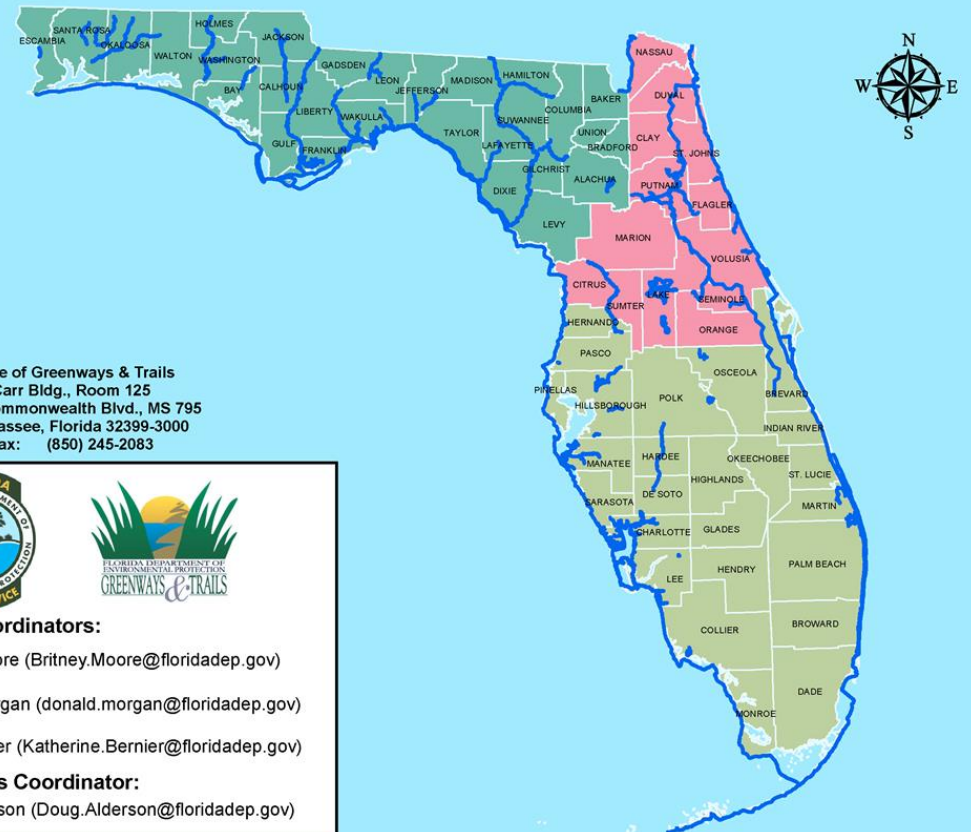 HOLMES
SANTA ROSA
JACKSON
ESCAMBIA
OKALOOSA
WALTON
WASHINGTON
GADSDEN
LEON
MADISON
HAMILTON
BAY
CALHOUN
JEFFERSON
LIBERTY
WAKULLA
TAYLOR
SUWANNEE
COLUMBIA
BAKER
GULF
FRANKLIN
LAFAYETTE
UNION
BRADFORD
GILCHRIST
ALACHUA
DIXIE
LEVY
NASSAU
DUVAL
CLAY
ST. JOHNS
PUTNAM
FLAGLER
MARION
VOLUSIA
CITRUS
LAKE
SEMINOLE
SUMTER
ORANGE
HERNANDO
PASCO
OSCEOLA
PINELLAS
HILLSBOROUGH
POLK
BREVARD
INDIAN RIVER
MANATEE
HARDEE
OKEECHOBEE
HIGHLANDS
ST. LUCIE
SARASOTA
DE SOTO
MARTIN
CHARLOTTE
GLADES
LEE
HENDRY
PALM BEACH
COLLIER
BROWARD
DADE
MONROE
N
W
E
S
e of Greenways & Trails
Carr Bldg., Room 125
ommonwealth Blvd., MS 795
assee, Florida 32399-3000
ax: (850) 245-2083
FLORIDA DEPARTMENT OF
ENVIRONMENTAL PROTECTION
GREENWAYS & TRAILS
ordinators:
ore (Britney.Moore@floridadep.gov)
rgan (donald.morgan@floridadep.gov)
er (Katherine.Bernier@floridadep.gov)
s Coordinator:
son (Doug.Alderson@floridadep.gov)